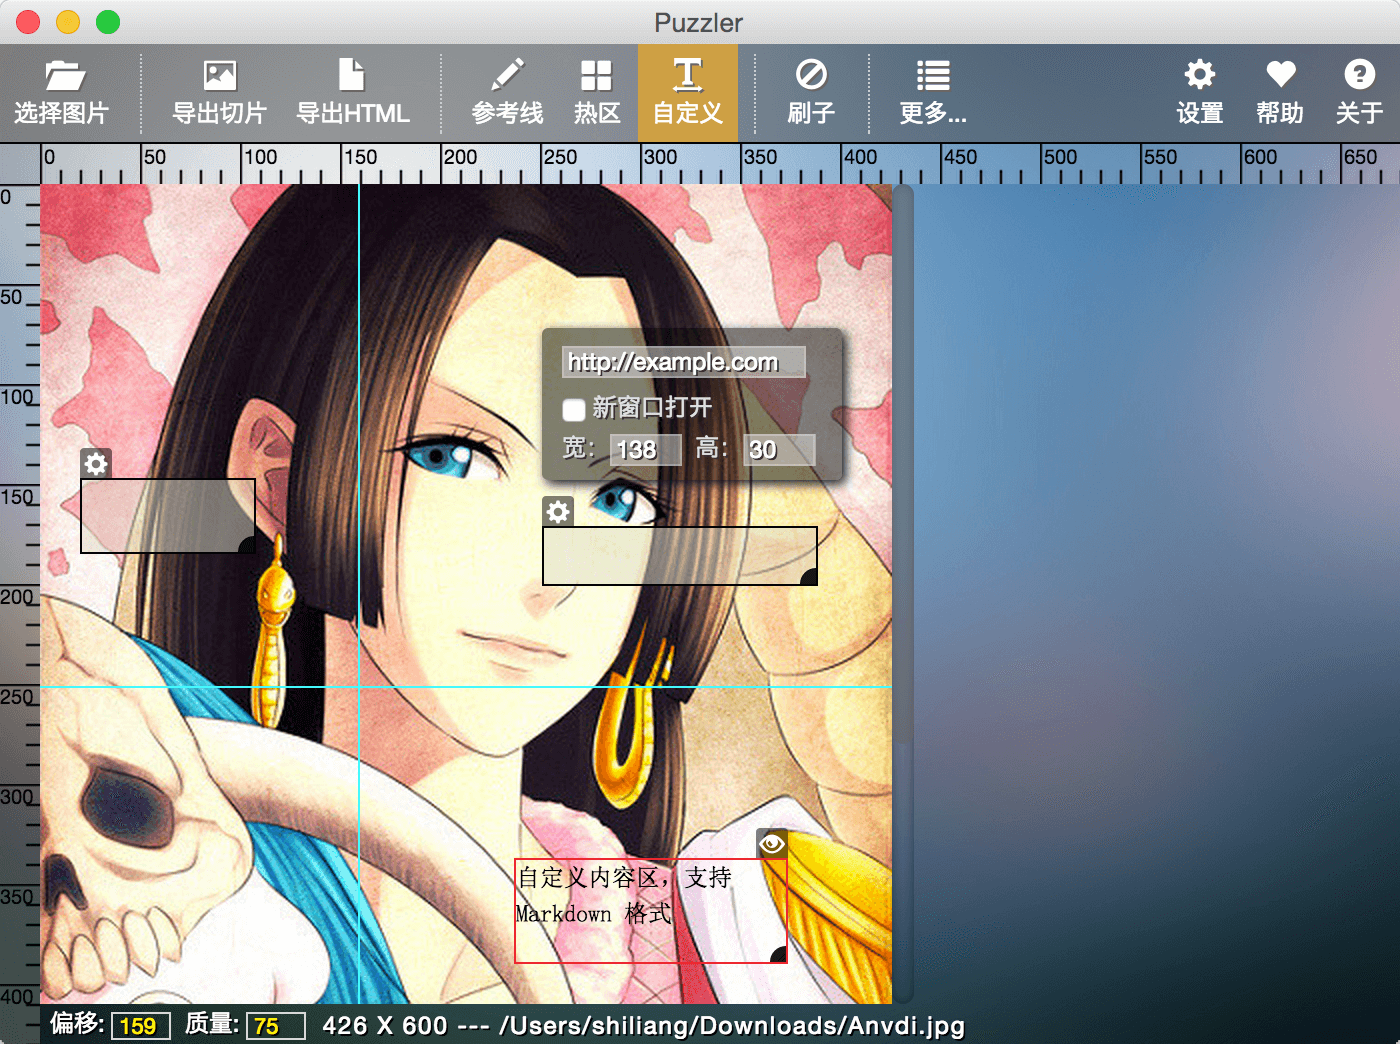 Puzzler
选择图片 导出切片 导出HTML 参考线 热区 自定义 刷子 更多... 设置 帮助 关于
0 50 100 150 200 250 300 350 400 450 500 550 600 650
0
50
http://example.com
100
新窗口打开
宽: 138 高: 30
150
200
250
300
350
自定义内容区，支持
Markdown 格式
400
偏移: 159 质量: 75 426 X 600 --- /Users/shiliang/Downloads/Anvdi.jpg